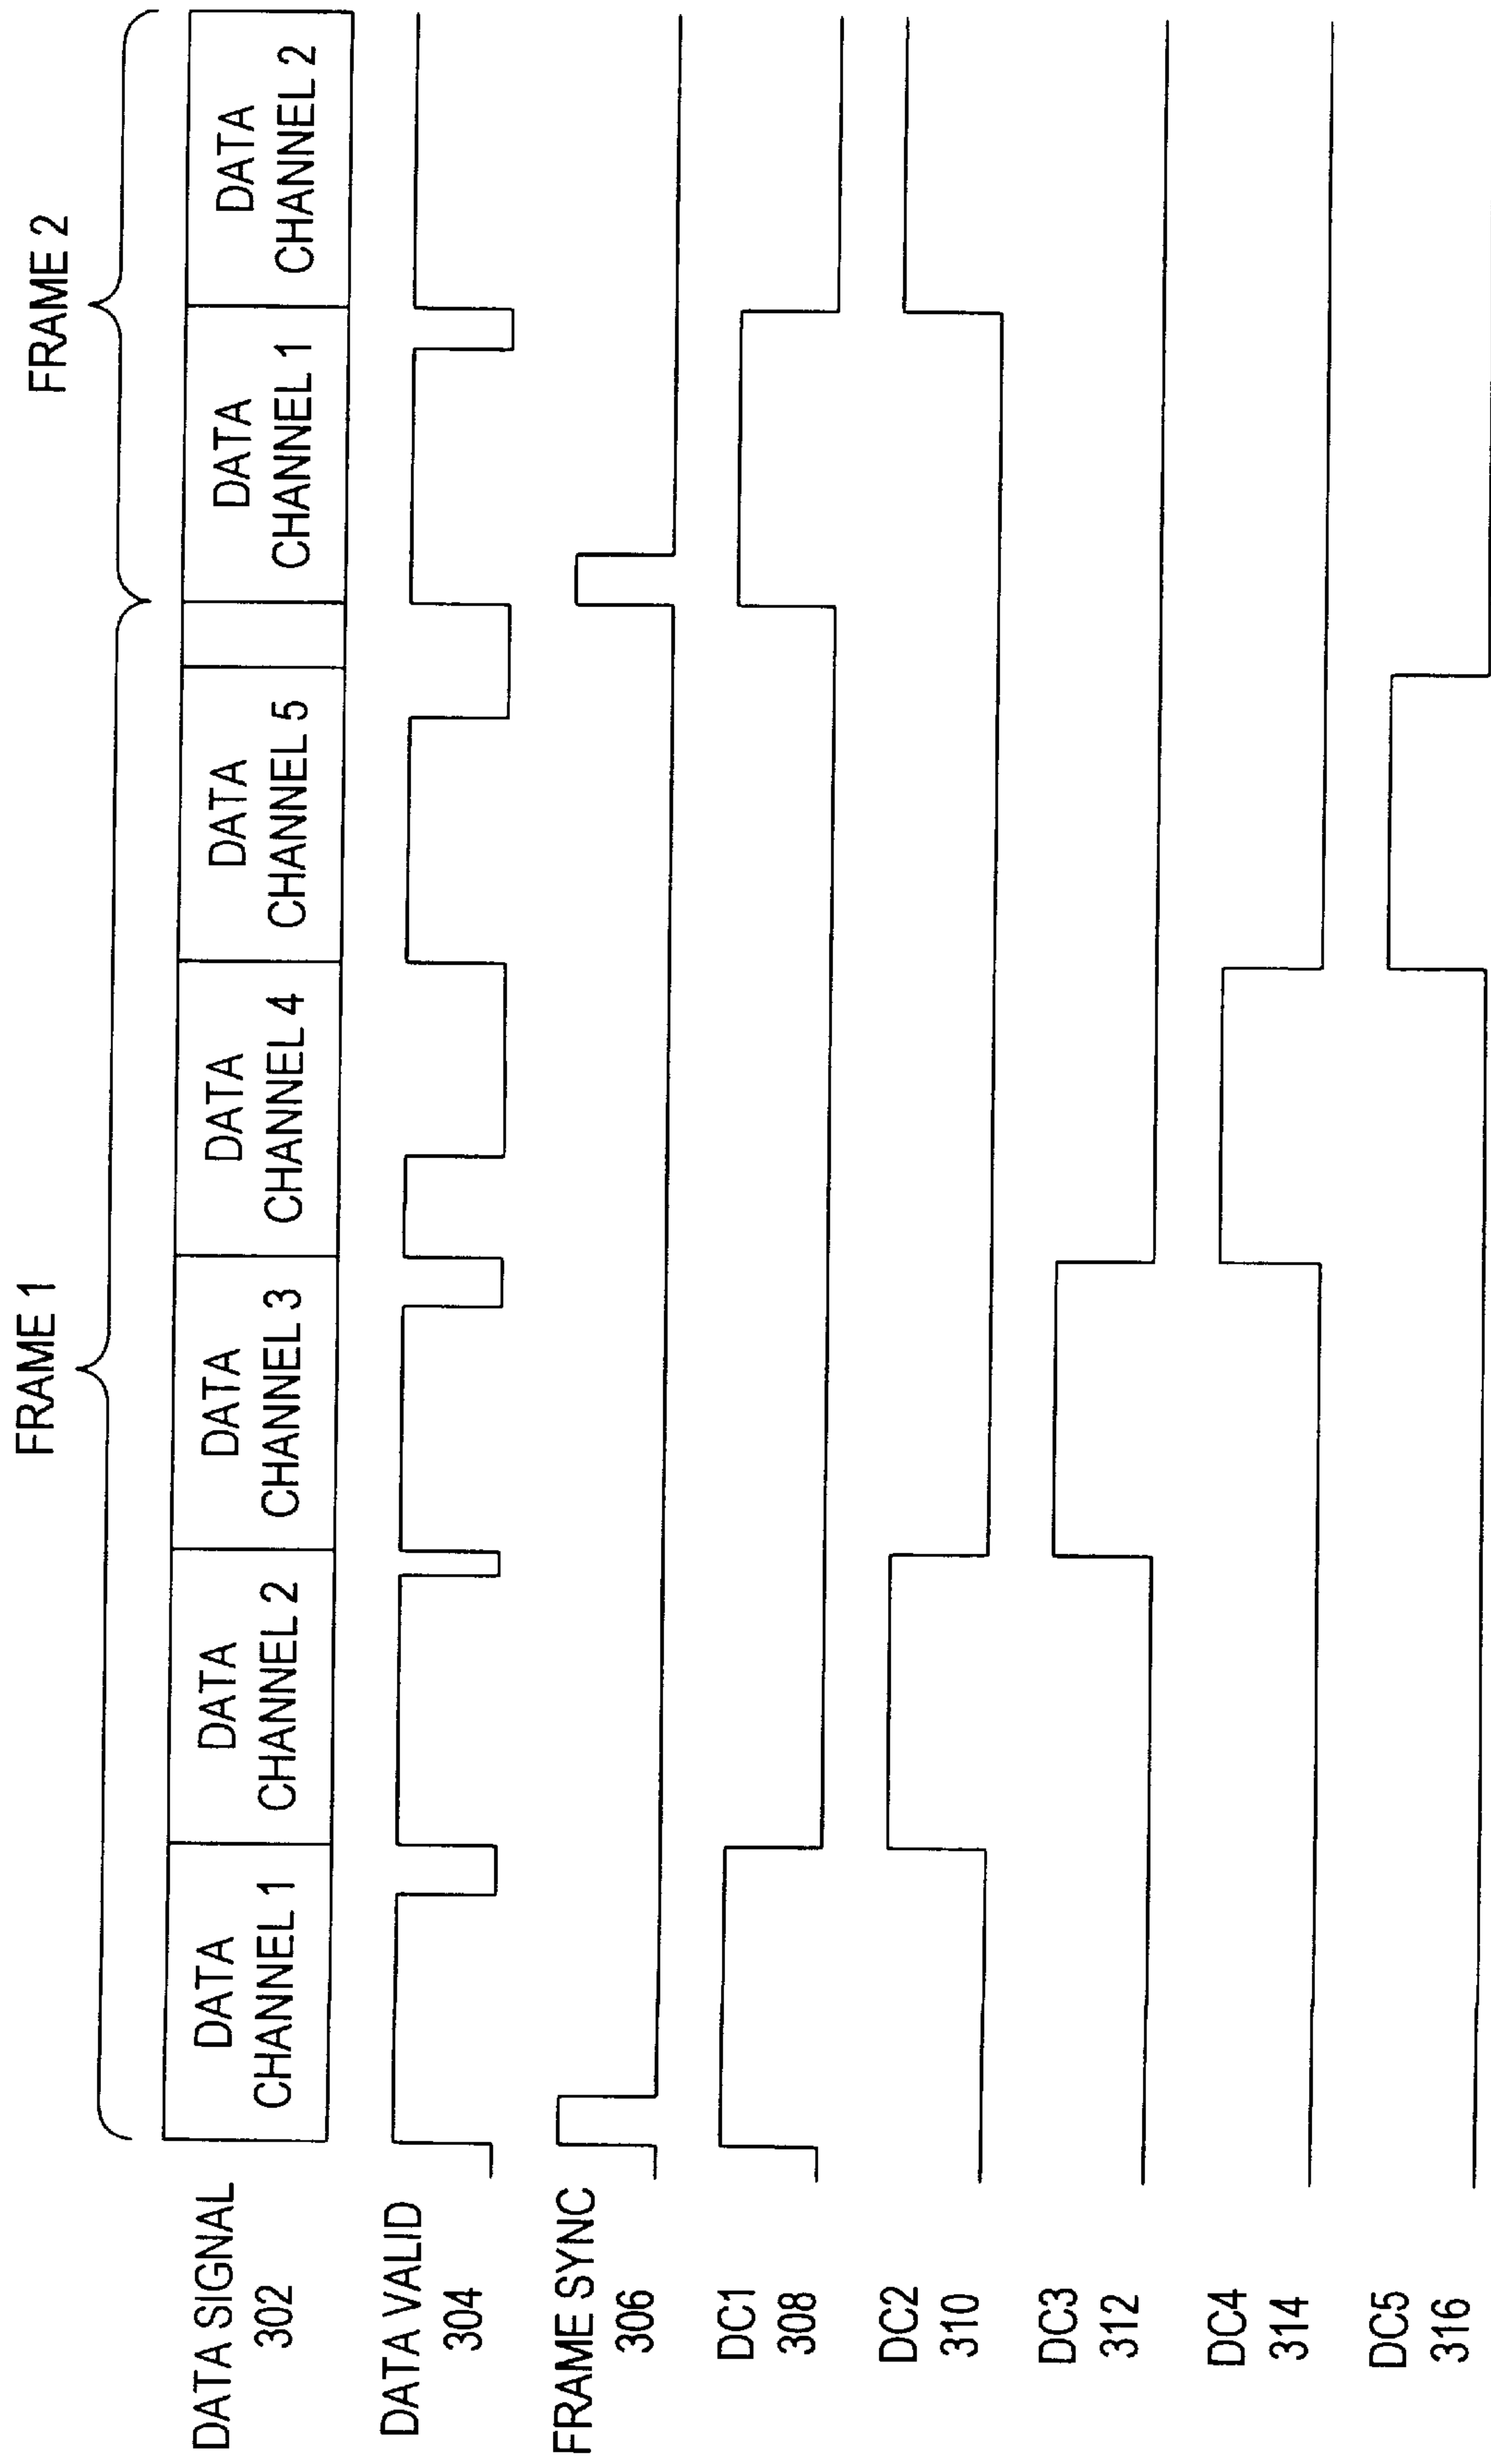 FRAME 1
FRAME 2
DATA SIGNAL
302
DATA
CHANNEL 1
DATA
CHANNEL 2
DATA
CHANNEL 3
DATA
CHANNEL 4
DATA
CHANNEL 5
DATA
CHANNEL 1
DATA
CHANNEL 2
DATA VALID
304
FRAME SYNC
306
DC1
308
DC2
310
DC3
312
DC4
314
DC5
316